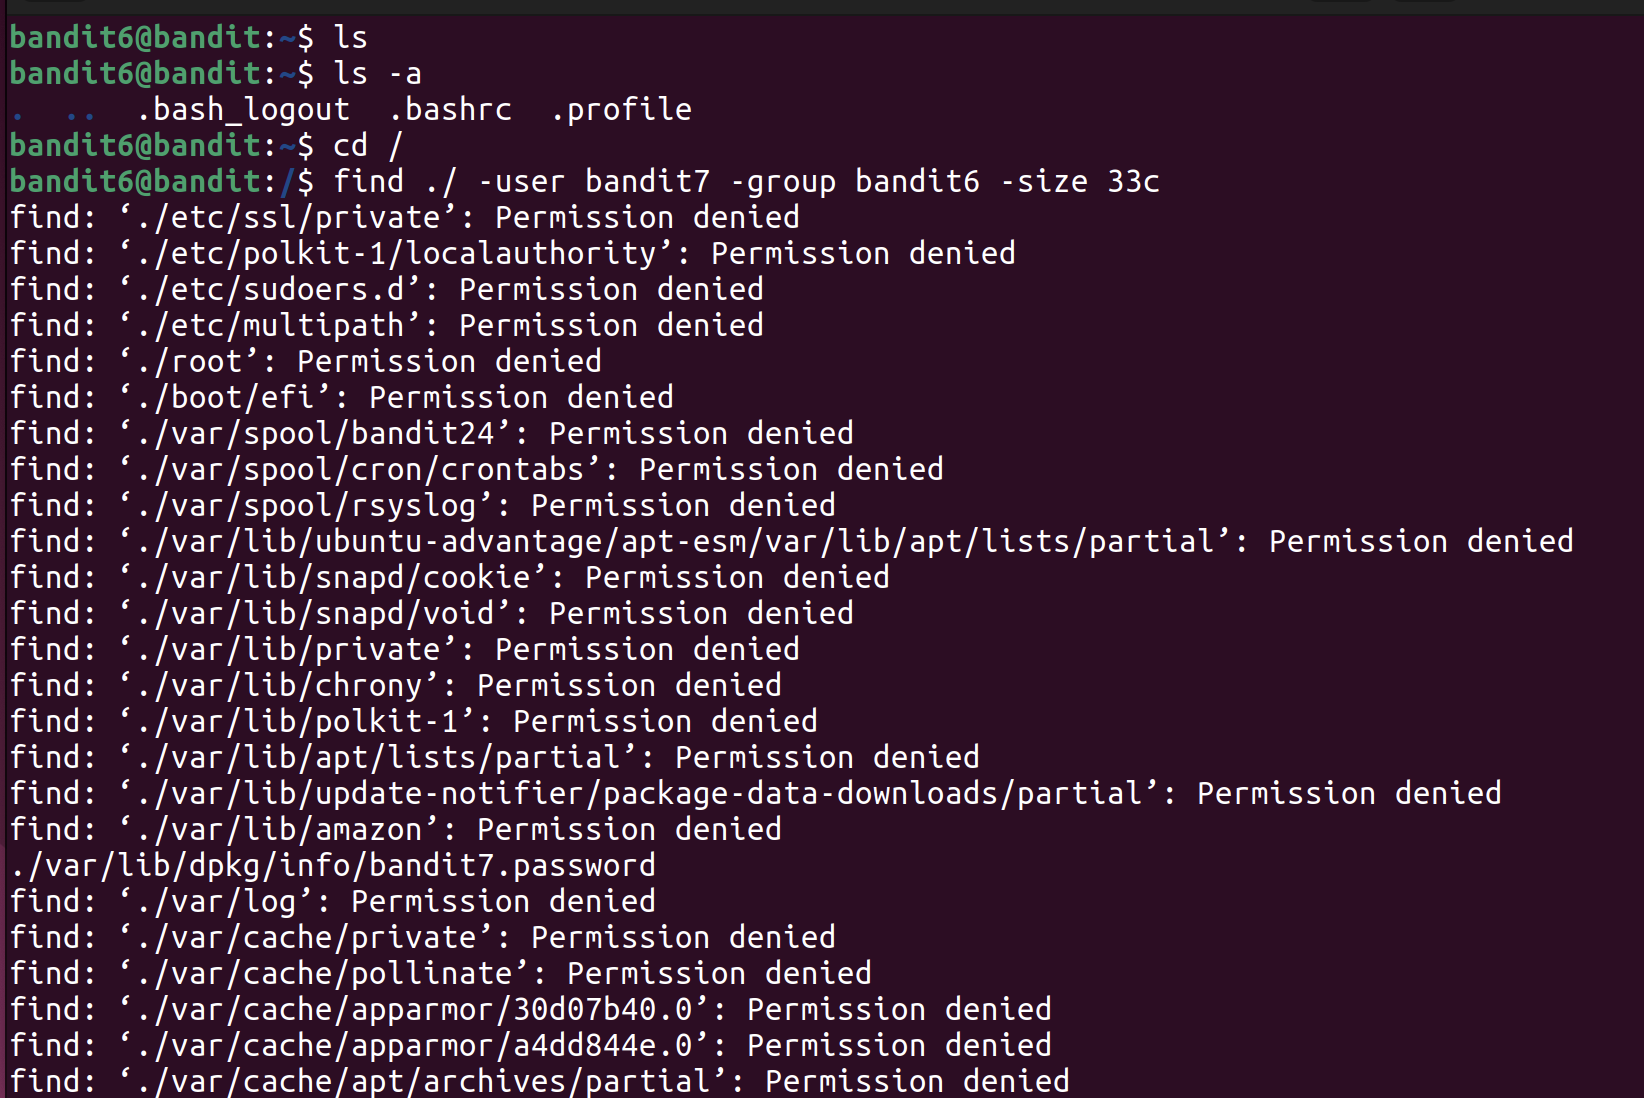 bandit6@bandit:~$ ls
bandit6@bandit:~$ ls -a
.  ..  .bash_logout  .bashrc  .profile
bandit6@bandit:~$ cd /
bandit6@bandit:/$ find ./ -user bandit7 -group bandit6 -size 33c
find: ‘./etc/ssl/private’: Permission denied
find: ‘./etc/polkit-1/localauthority’: Permission denied
find: ‘./etc/sudoers.d’: Permission denied
find: ‘./etc/multipath’: Permission denied
find: ‘./root’: Permission denied
find: ‘./boot/efi’: Permission denied
find: ‘./var/spool/bandit24’: Permission denied
find: ‘./var/spool/cron/crontabs’: Permission denied
find: ‘./var/spool/rsyslog’: Permission denied
find: ‘./var/lib/ubuntu-advantage/apt-esm/var/lib/apt/lists/partial’: Permission denied
find: ‘./var/lib/snapd/cookie’: Permission denied
find: ‘./var/lib/snapd/void’: Permission denied
find: ‘./var/lib/private’: Permission denied
find: ‘./var/lib/chrony’: Permission denied
find: ‘./var/lib/polkit-1’: Permission denied
find: ‘./var/lib/apt/lists/partial’: Permission denied
find: ‘./var/lib/update-notifier/package-data-downloads/partial’: Permission denied
find: ‘./var/lib/amazon’: Permission denied
./var/lib/dpkg/info/bandit7.password
find: ‘./var/log’: Permission denied
find: ‘./var/cache/private’: Permission denied
find: ‘./var/cache/pollinate’: Permission denied
find: ‘./var/cache/apparmor/30d07b40.0’: Permission denied
find: ‘./var/cache/apparmor/a4dd844e.0’: Permission denied
find: ‘./var/cache/apt/archives/partial’: Permission denied